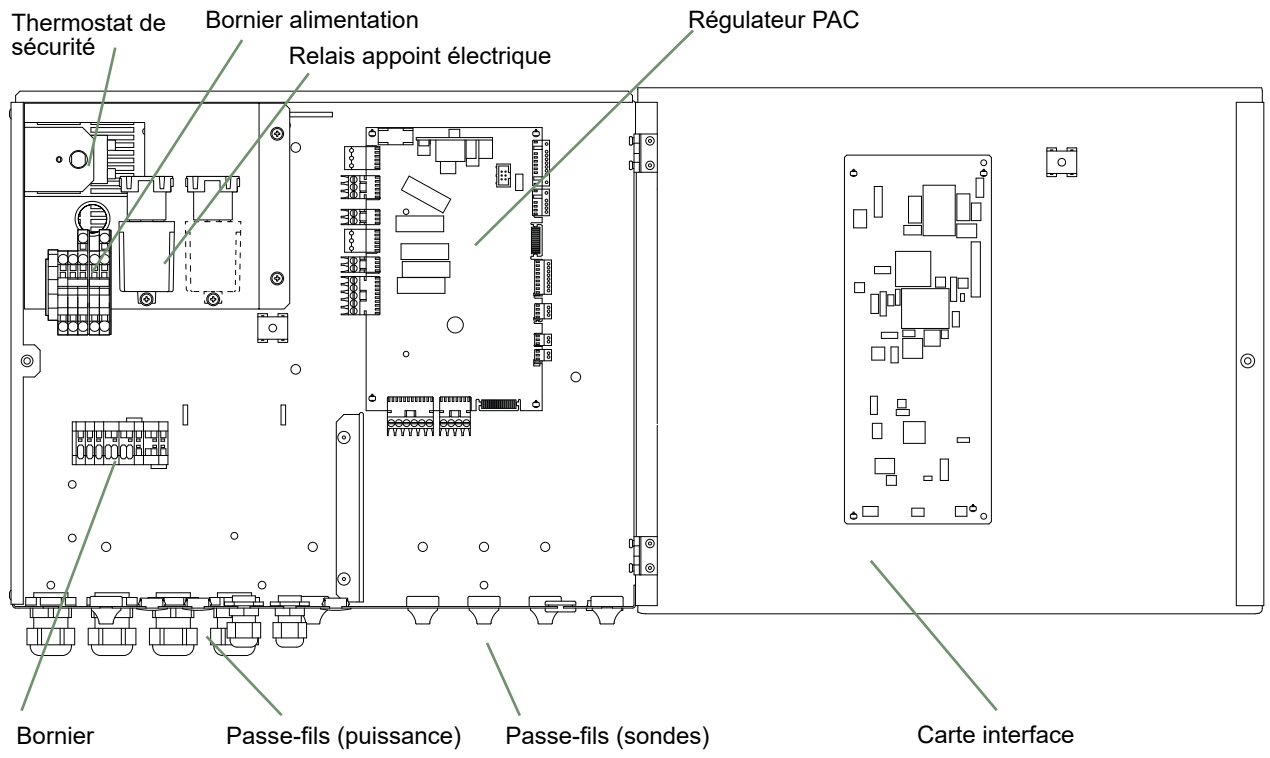 Thermostat de
sécurité
Bornier alimentation
Relais appoint électrique
Régulateur PAC
Bornier
Passe-fils (puissance)
Passe-fils (sondes)
Carte interface